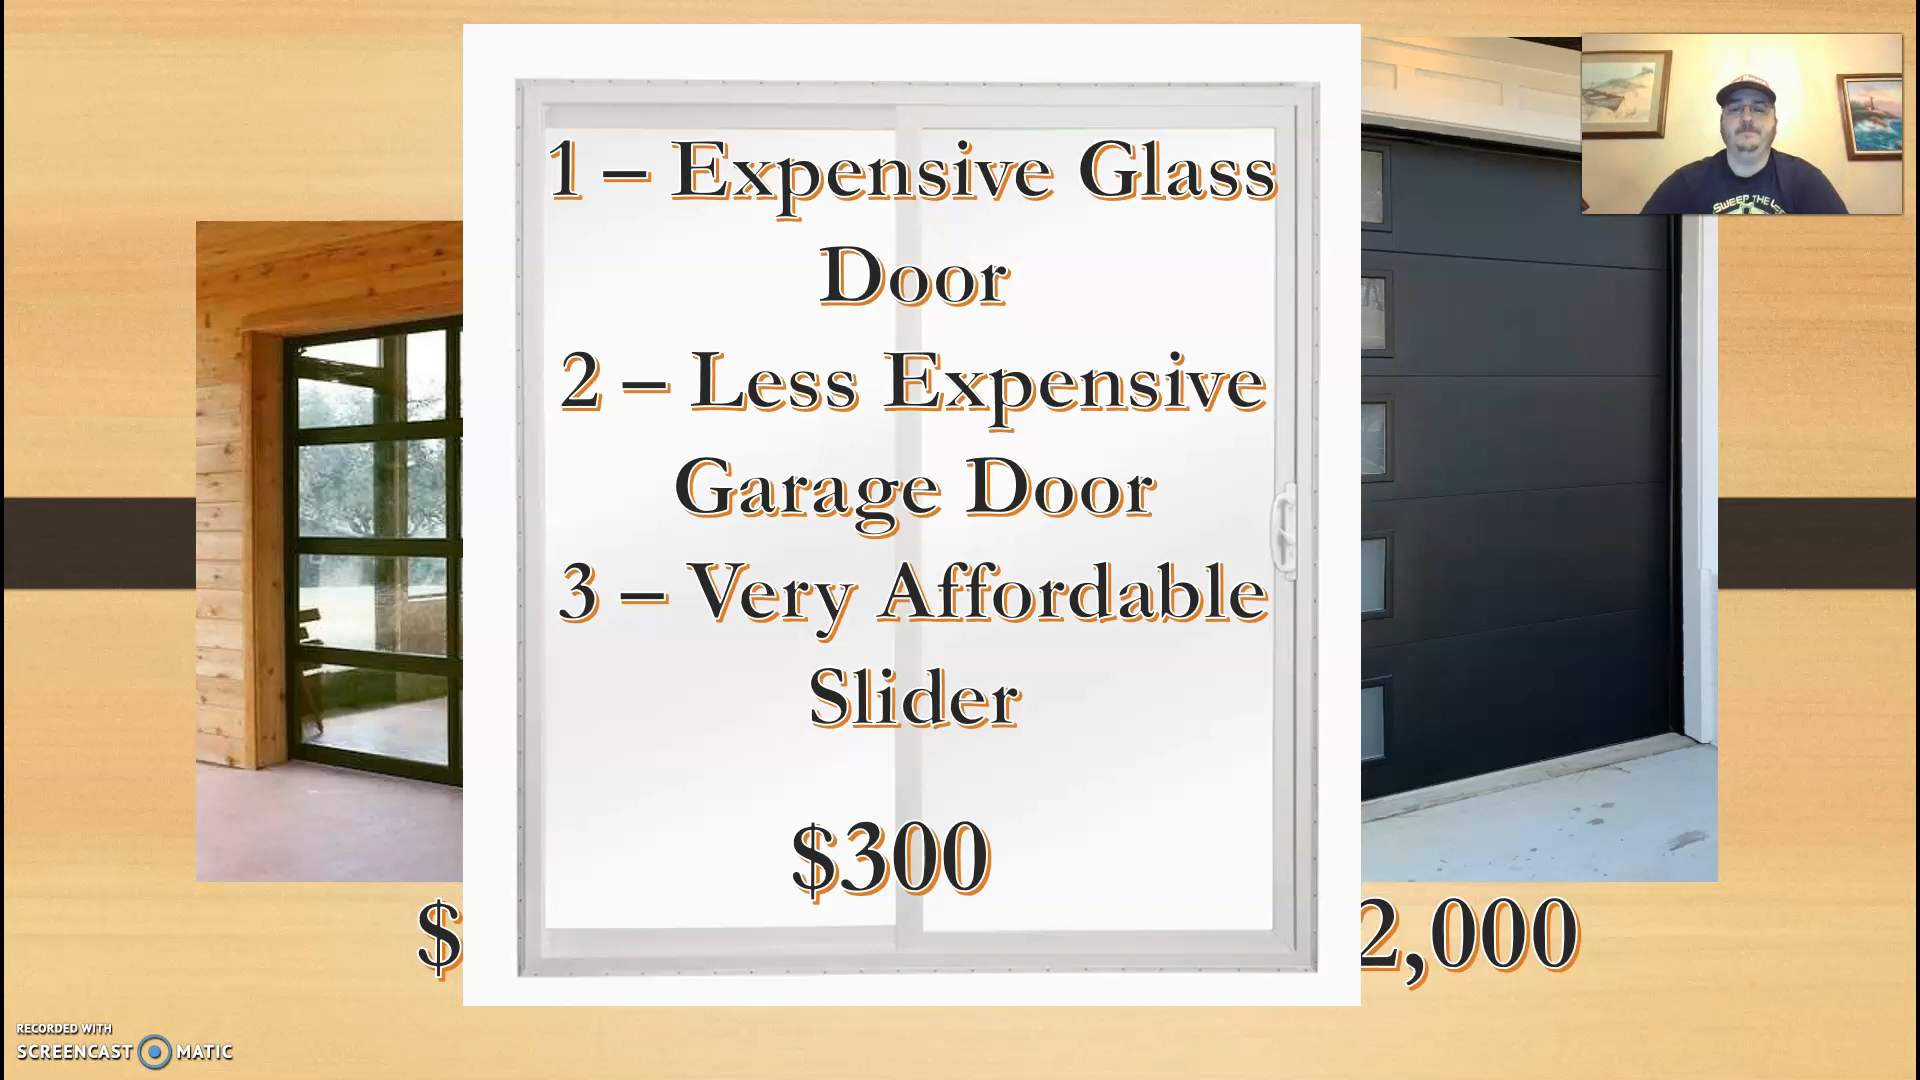 1 – Expensive Glass
Door
2 – Less Expensive
Garage Door
3 – Very Affordable
Slider
$300
$
2,000
SWEEP THE
RECORDED WITH
SCREENCAST MATIC